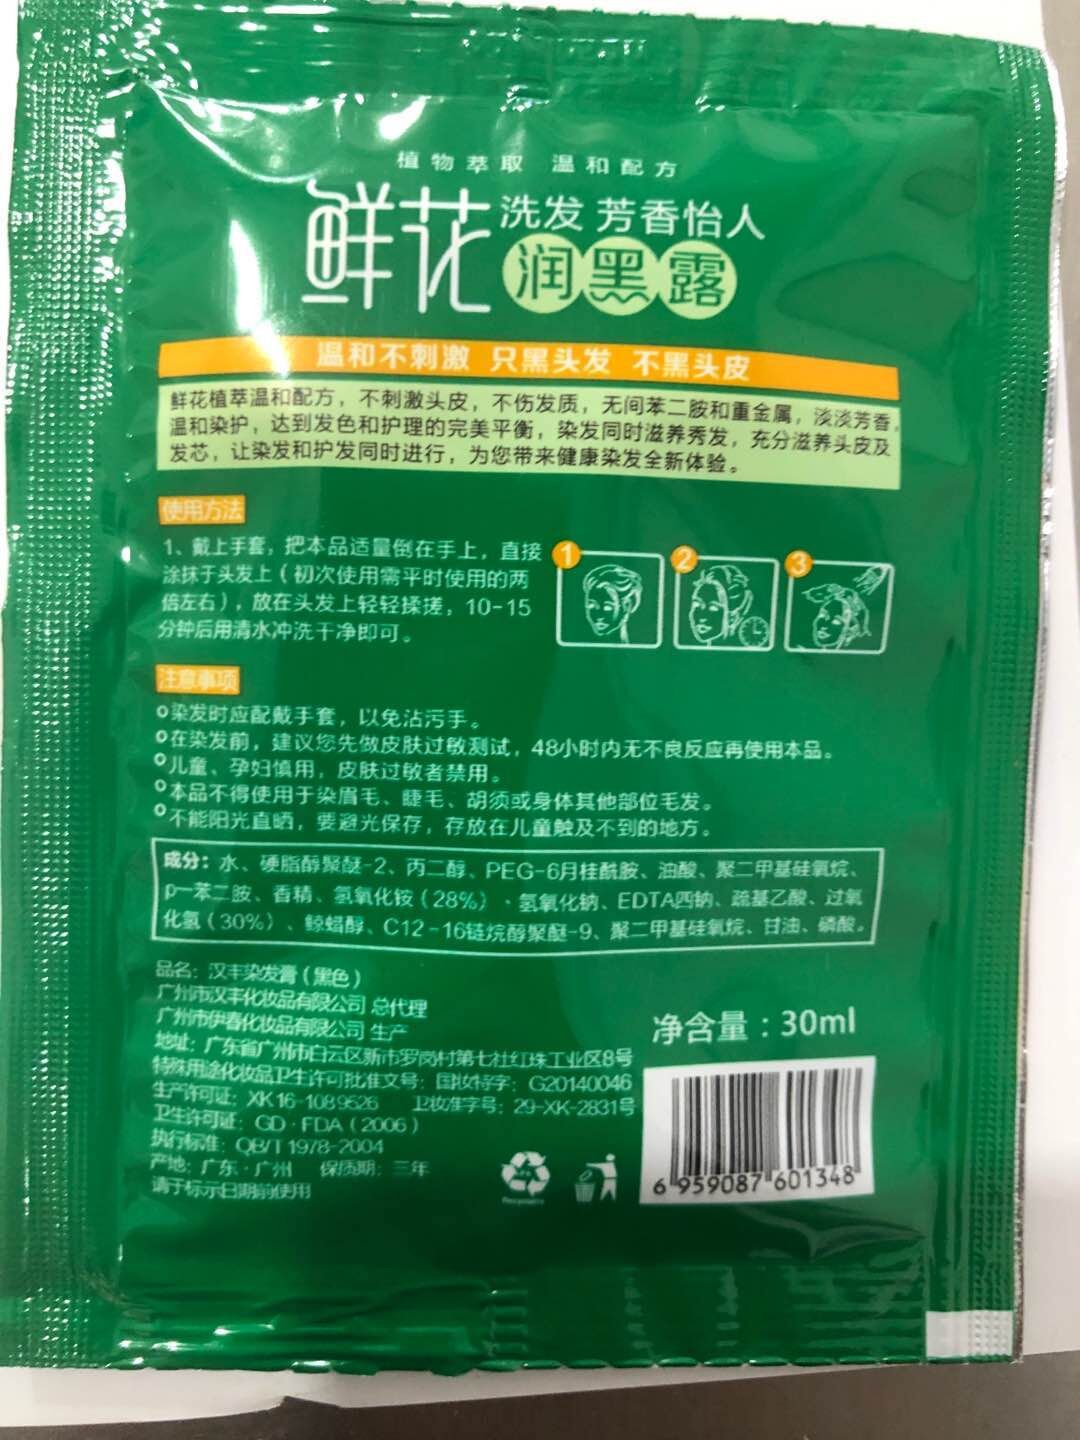 植物萃取 温和配方
鲜花 洗发 芳香怡人
润黑露
温和不刺激 只黑头发 不黑头皮
鲜花植萃温和配方，不刺激头皮，不伤发质，无间苯二胺和重金属，淡淡芳香，
温和染护，达到发色和护理的完美平衡，染发同时滋养秀发，充分滋养头皮及
发芯，让染发和护发同时进行，为您带来健康染发全新体验。
使用方法
1、戴上手套，把本品适量倒在手上，直接
涂抹于头发上（初次使用需平时使用的两
倍左右），放在头发上轻轻揉搓，10-15
分钟后用清水冲洗干净即可。
1 2 3
注意事项
染发时应配戴手套，以免沾污手。
在染发前，建议您先做皮肤过敏测试，48小时内无不良反应再使用本品。
儿童、孕妇慎用，皮肤过敏者禁用。
本品不得使用于染眉毛、睫毛、胡须或身体其他部位毛发。
不能阳光直晒，要避光保存，存放在儿童触及不到的地方。
成分：水、硬脂醇聚醚-2、丙二醇、PEG-6月桂酰胺、油酸、聚二甲基硅氧烷、
p一苯二胺、香精、氢氧化铵（28%）、氢氧化钠、EDTA四钠、巯基乙酸、过氧
化氢（30%）、鲸蜡醇、C12-16链烷醇聚醚-9、聚二甲基硅氧烷、甘油、磷酸。
品名：汉丰染发膏（黑色）
广州市汉丰化妆品有限公司 总代理
广州市伊春化妆品有限公司 生产
地址：广东省广州市白云区新市罗岗村第七社红珠工业区8号
特殊用途化妆品卫生许可批准文号：国妆特字：G20140046
生产许可证：XK16-1089526 卫妆准字号：29-XK-2831号
卫生许可证：GD·FDA（2006）
执行标准：QB/T 1978-2004
产地：广东·广州 保质期：三年
请于标示日期前使用
净含量：30ml
6 959087 601348